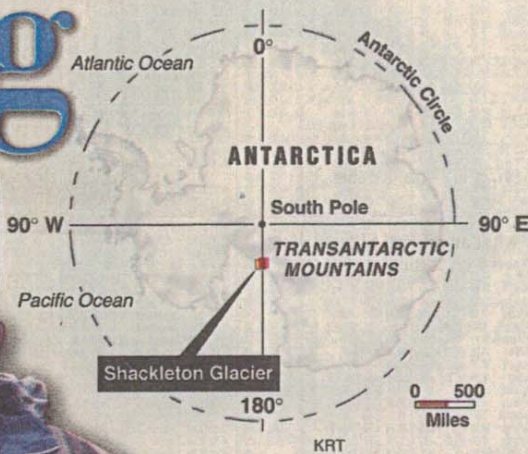 g
0°
Atlantic Ocean
Antarctic Circle
ANTARCTICA
South Pole
90° W
90° E
TRANSANTARCTIC
MOUNTAINS
Pacific Ocean
Shackleton Glacier
0 500
Miles
180°
KRT